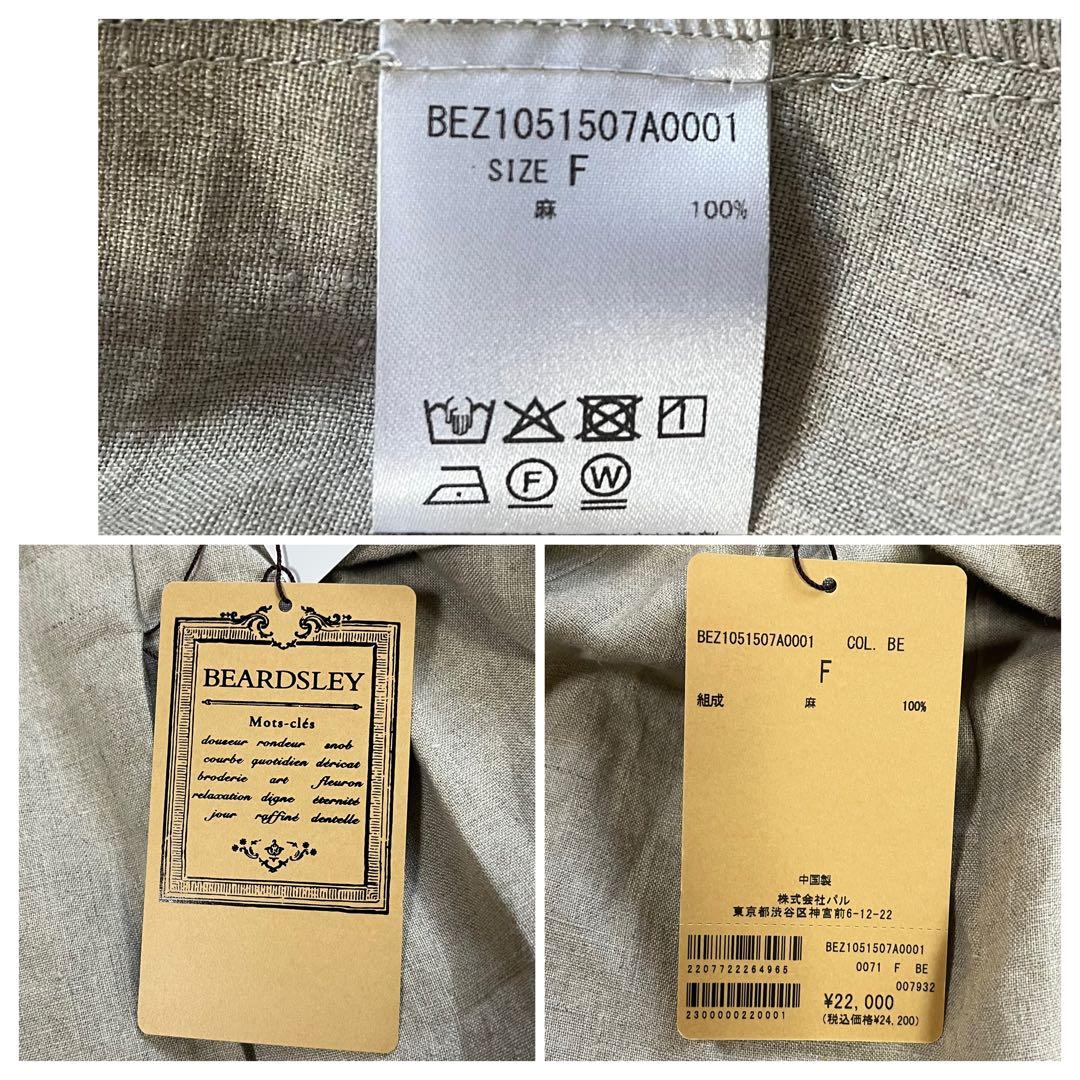 BEZ1051507A0001
SIZE F
麻 100%
F W
BEARDSLEY
Mots-clés
douseur rondeur snob
courbe quotidien déricat
broderie art fleuron
relaxation digne éternité
jour raffiné dentelle
BEZ1051507A0001 COL. BE
F
組成 麻 100%
中国製
株式会社パル
東京都渋谷区神宮前6-12-22
2207722264965
2300000220001
BEZ1051507A0001
0071 F BE
007932
¥22,000
(税込価格¥24,200)